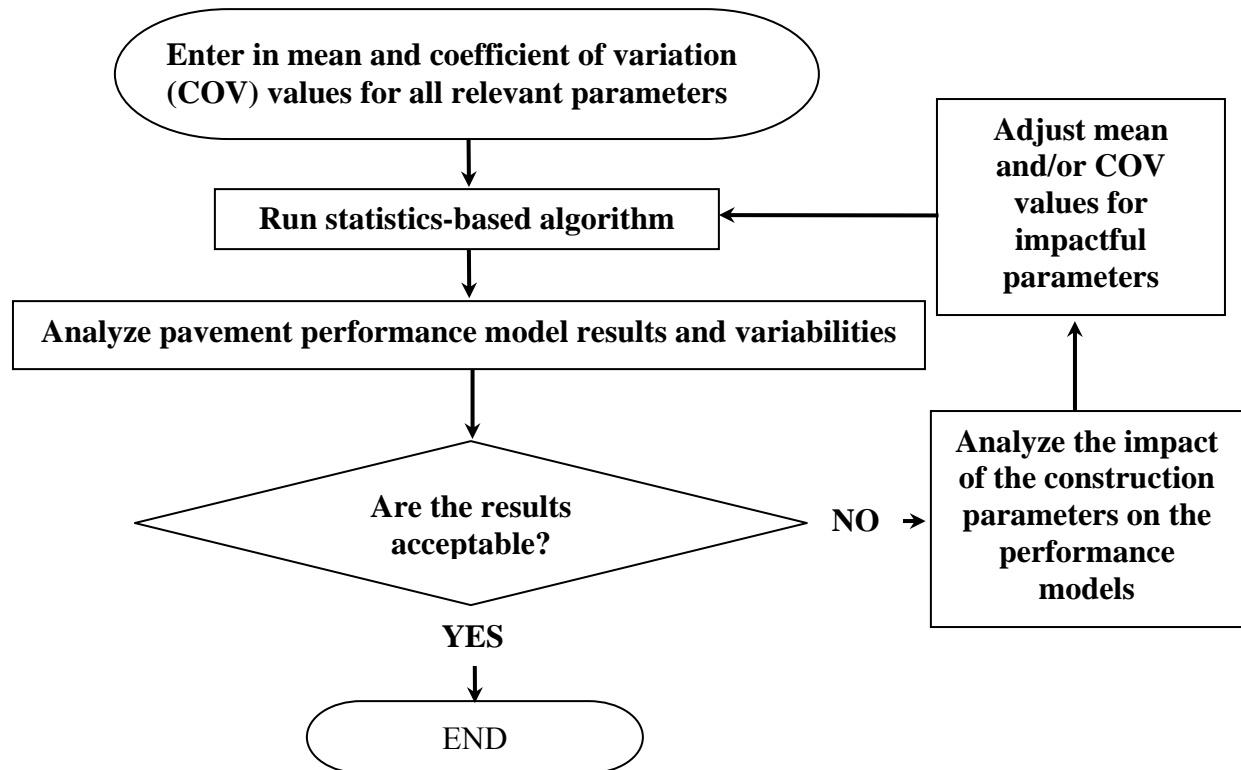 Enter in mean and coefficient of variation
(COV) values for all relevant parameters
Run statistics-based algorithm
Analyze pavement performance model results and variabilities
Are the results
acceptable?
YES
END
NO
Analyze the impact
of the construction
parameters on the
performance
models
Adjust mean
and/or COV
values for
impactful
parameters